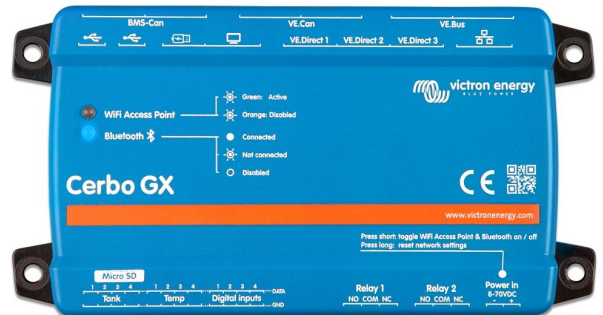 BMS-Can VE.Can VE.Bus
VE.Direct 1 VE.Direct 2 VE.Direct 3
victron energy
BLUE POWER
WiFi Access Point
Green: Active
Orange: Disabled
Bluetooth
Connected
Not connected
Disabled
Cerbo GX
CE
www.victronenergy.com
Press short: toggle WiFi Access Point & Bluetooth on / off
Press long: reset network settings
Micro SD
1 2 3 4 1 2 3 4 1 2 3 4 DATA
Tank Temp Digital inputs GND
Relay 1
NO COM NC
Relay 2
NO COM NC
Power in
8-70VDC
- +